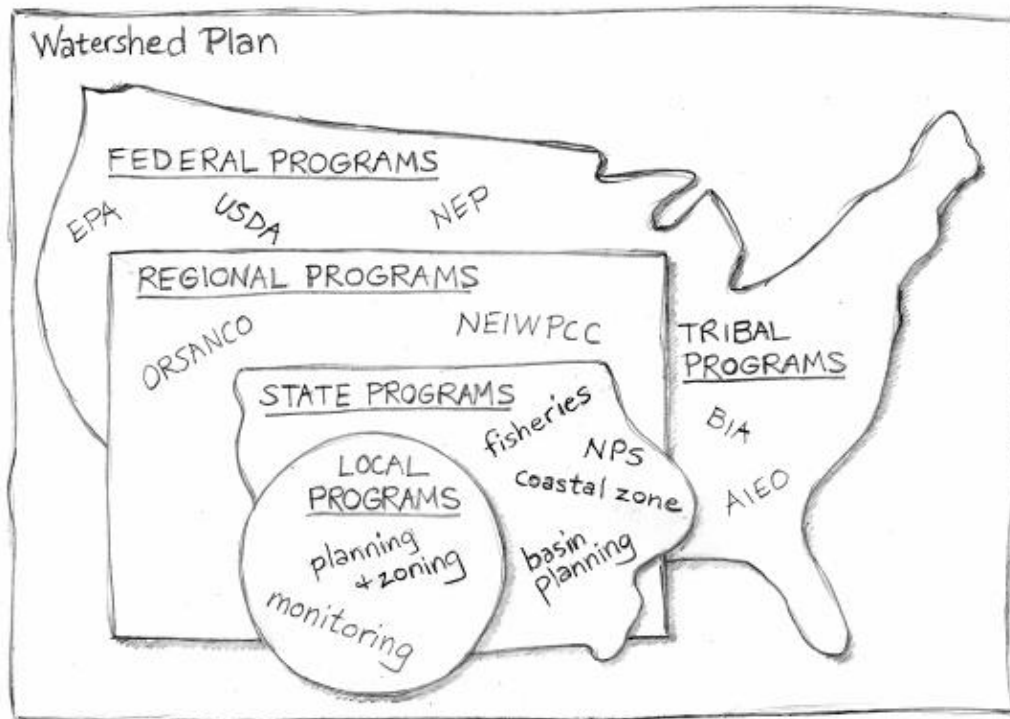 Watershed Plan
FEDERAL PROGRAMS
EPA
USDA
NEP
REGIONAL PROGRAMS
ORSANCO
NEIWPCC
TRIBAL
PROGRAMS
BIA
AIEO
STATE PROGRAMS
fisheries
NPS
coastal zone
basin
planning
LOCAL
PROGRAMS
planning
+ zoning
monitoring